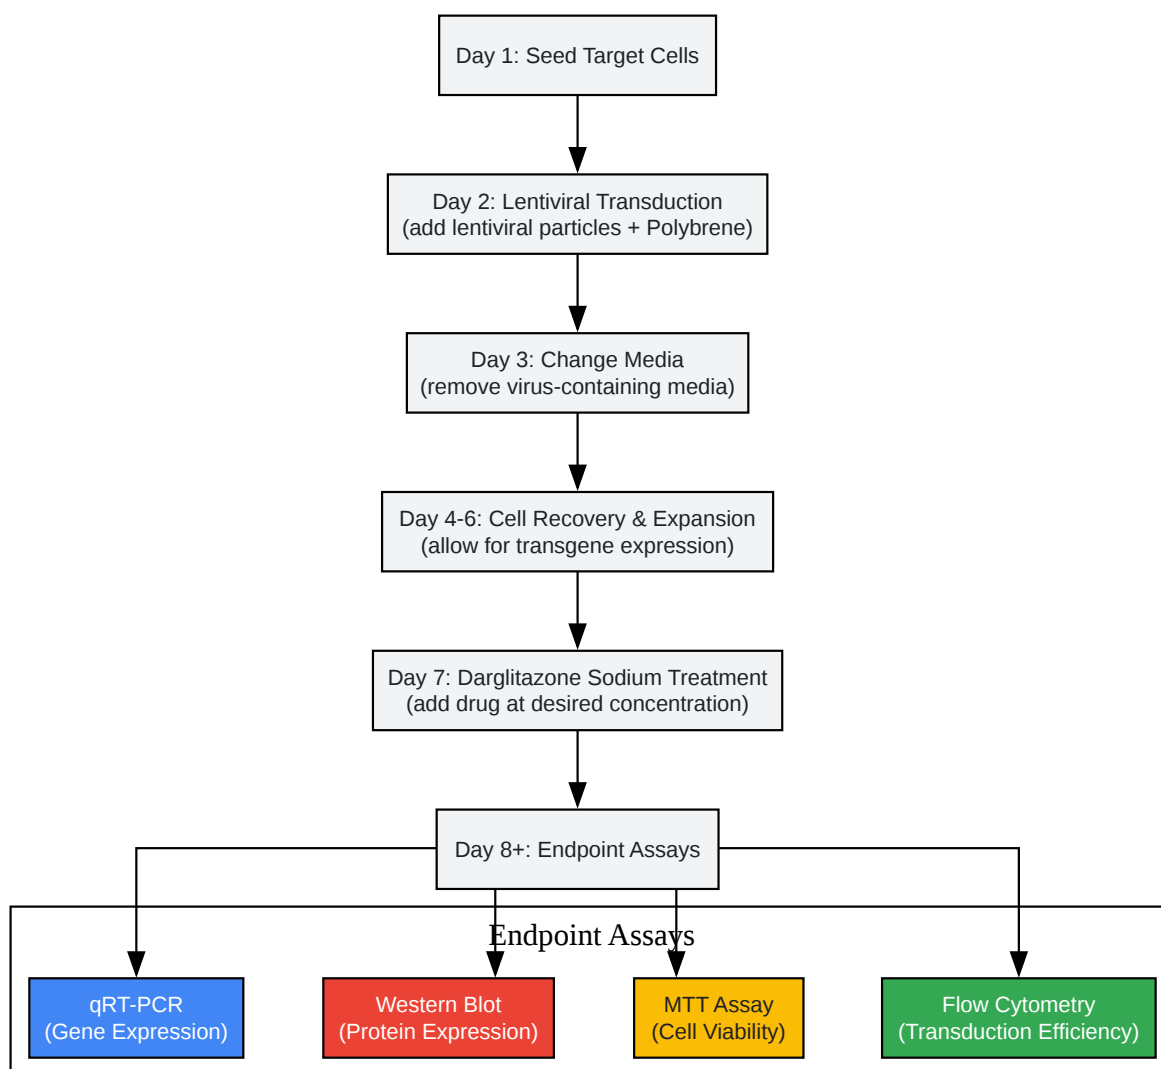 Day 1: Seed Target Cells
Day 2: Lentiviral Transduction
(add lentiviral particles + Polybrene)
Day 3: Change Media
(remove virus-containing media)
Day 4-6: Cell Recovery & Expansion
(allow for transgene expression)
Day 7: Darglitazone Sodium Treatment
(add drug at desired concentration)
Day 8+: Endpoint Assays
Endpoint Assays
qRT-PCR
(Gene Expression)
Western Blot
(Protein Expression)
MTT Assay
(Cell Viability)
Flow Cytometry
(Transduction Efficiency)